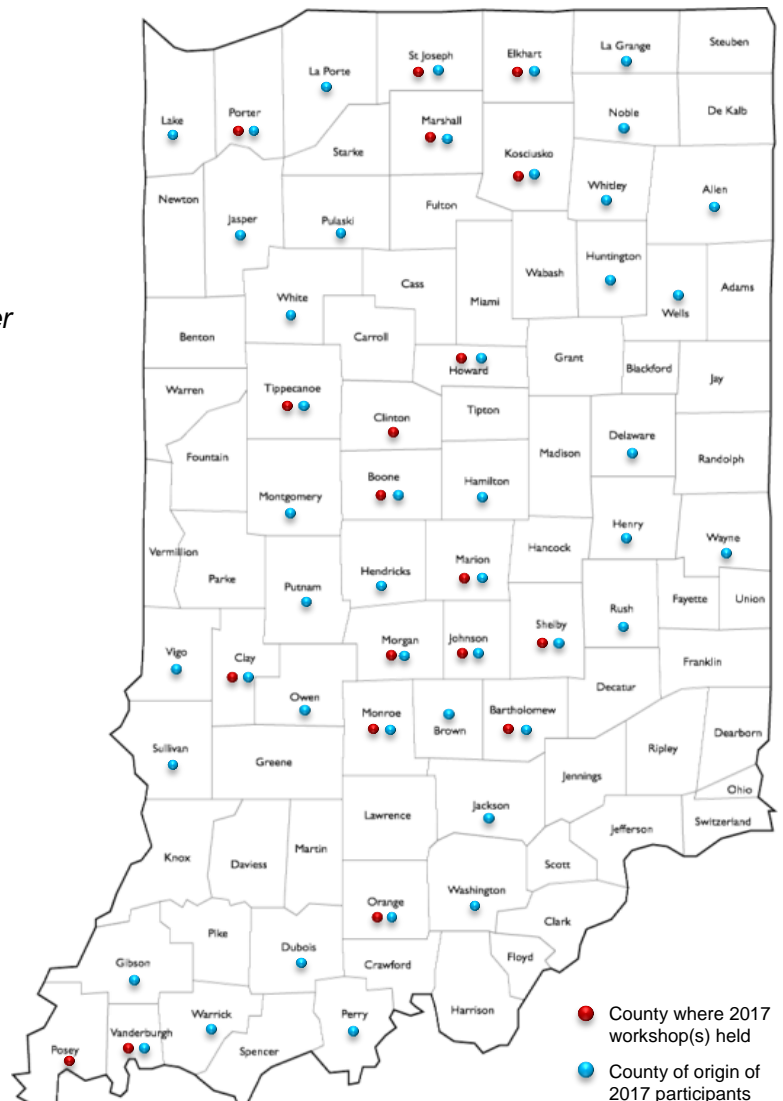 St Joseph
Elkhart
La Grange
Steuben
La Porte
Lake
Porter
Marshall
Noble
De Kalb
Starke
Kosciusko
Newton
Whitley
Allen
Jasper
Pulaski
Fulton
Huntington
Wabash
Cass
Miami
Adams
White
Wells
er
Benton
Carroll
Grant
Howard
Blackford
Jay
Warren
Tippecanoe
Clinton
Tipton
Delaware
Fountain
Madison
Randolph
Boone
Hamilton
Montgomery
Henry
Wayne
Vermillion
Hancock
Marion
Parke
Hendricks
Putnam
Fayette
Union
Rush
Shelby
Morgan
Johnson
Vigo
Clay
Franklin
Decatur
Owen
Monroe
Brown
Bartholomew
Dearborn
Sullivan
Ripley
Greene
Jennings
Ohio
Jackson
Lawrence
Switzerland
Jefferson
Knox
Daviess
Martin
Scott
Washington
Orange
Clark
Pike
Dubois
Floyd
Gibson
Crawford
Harrison
Warrick
Perry
Vanderburgh
Posey
Spencer
County where 2017
workshop(s) held
County of origin of
2017 participants